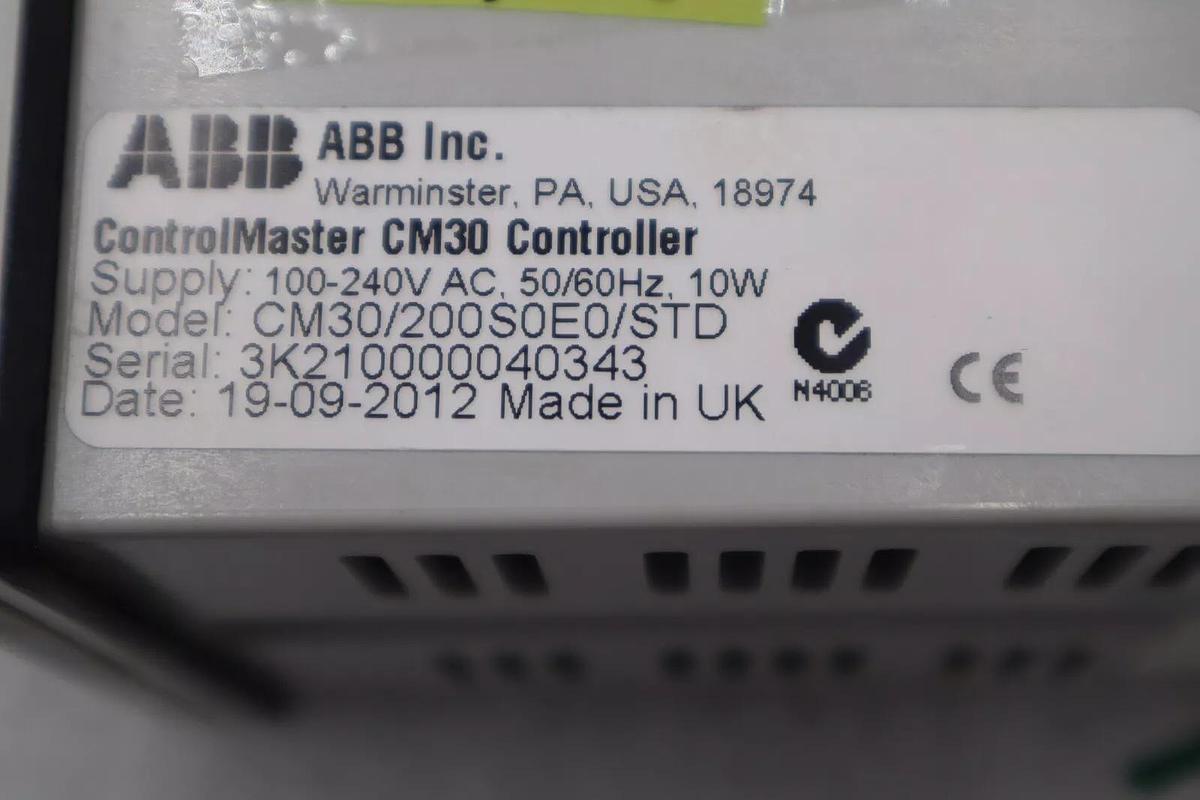 ABB ABB Inc.
Warminster, PA, USA, 18974
ControlMaster CM30 Controller
Supply: 100-240V AC, 50/60Hz, 10W
Model: CM30/200S0E0/STD
Serial: 3K210000040343
Date: 19-09-2012 Made in UK
N4006
CE